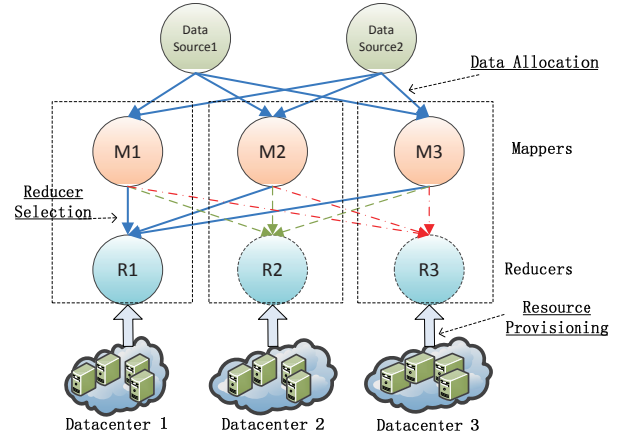 Data
Source1
Data
Source2
Data Allocation
M1
M2
M3
Mappers
Reducer
Selection
R1
R2
R3
Reducers
Resource
Provisioning
Datacenter 1
Datacenter 2
Datacenter 3